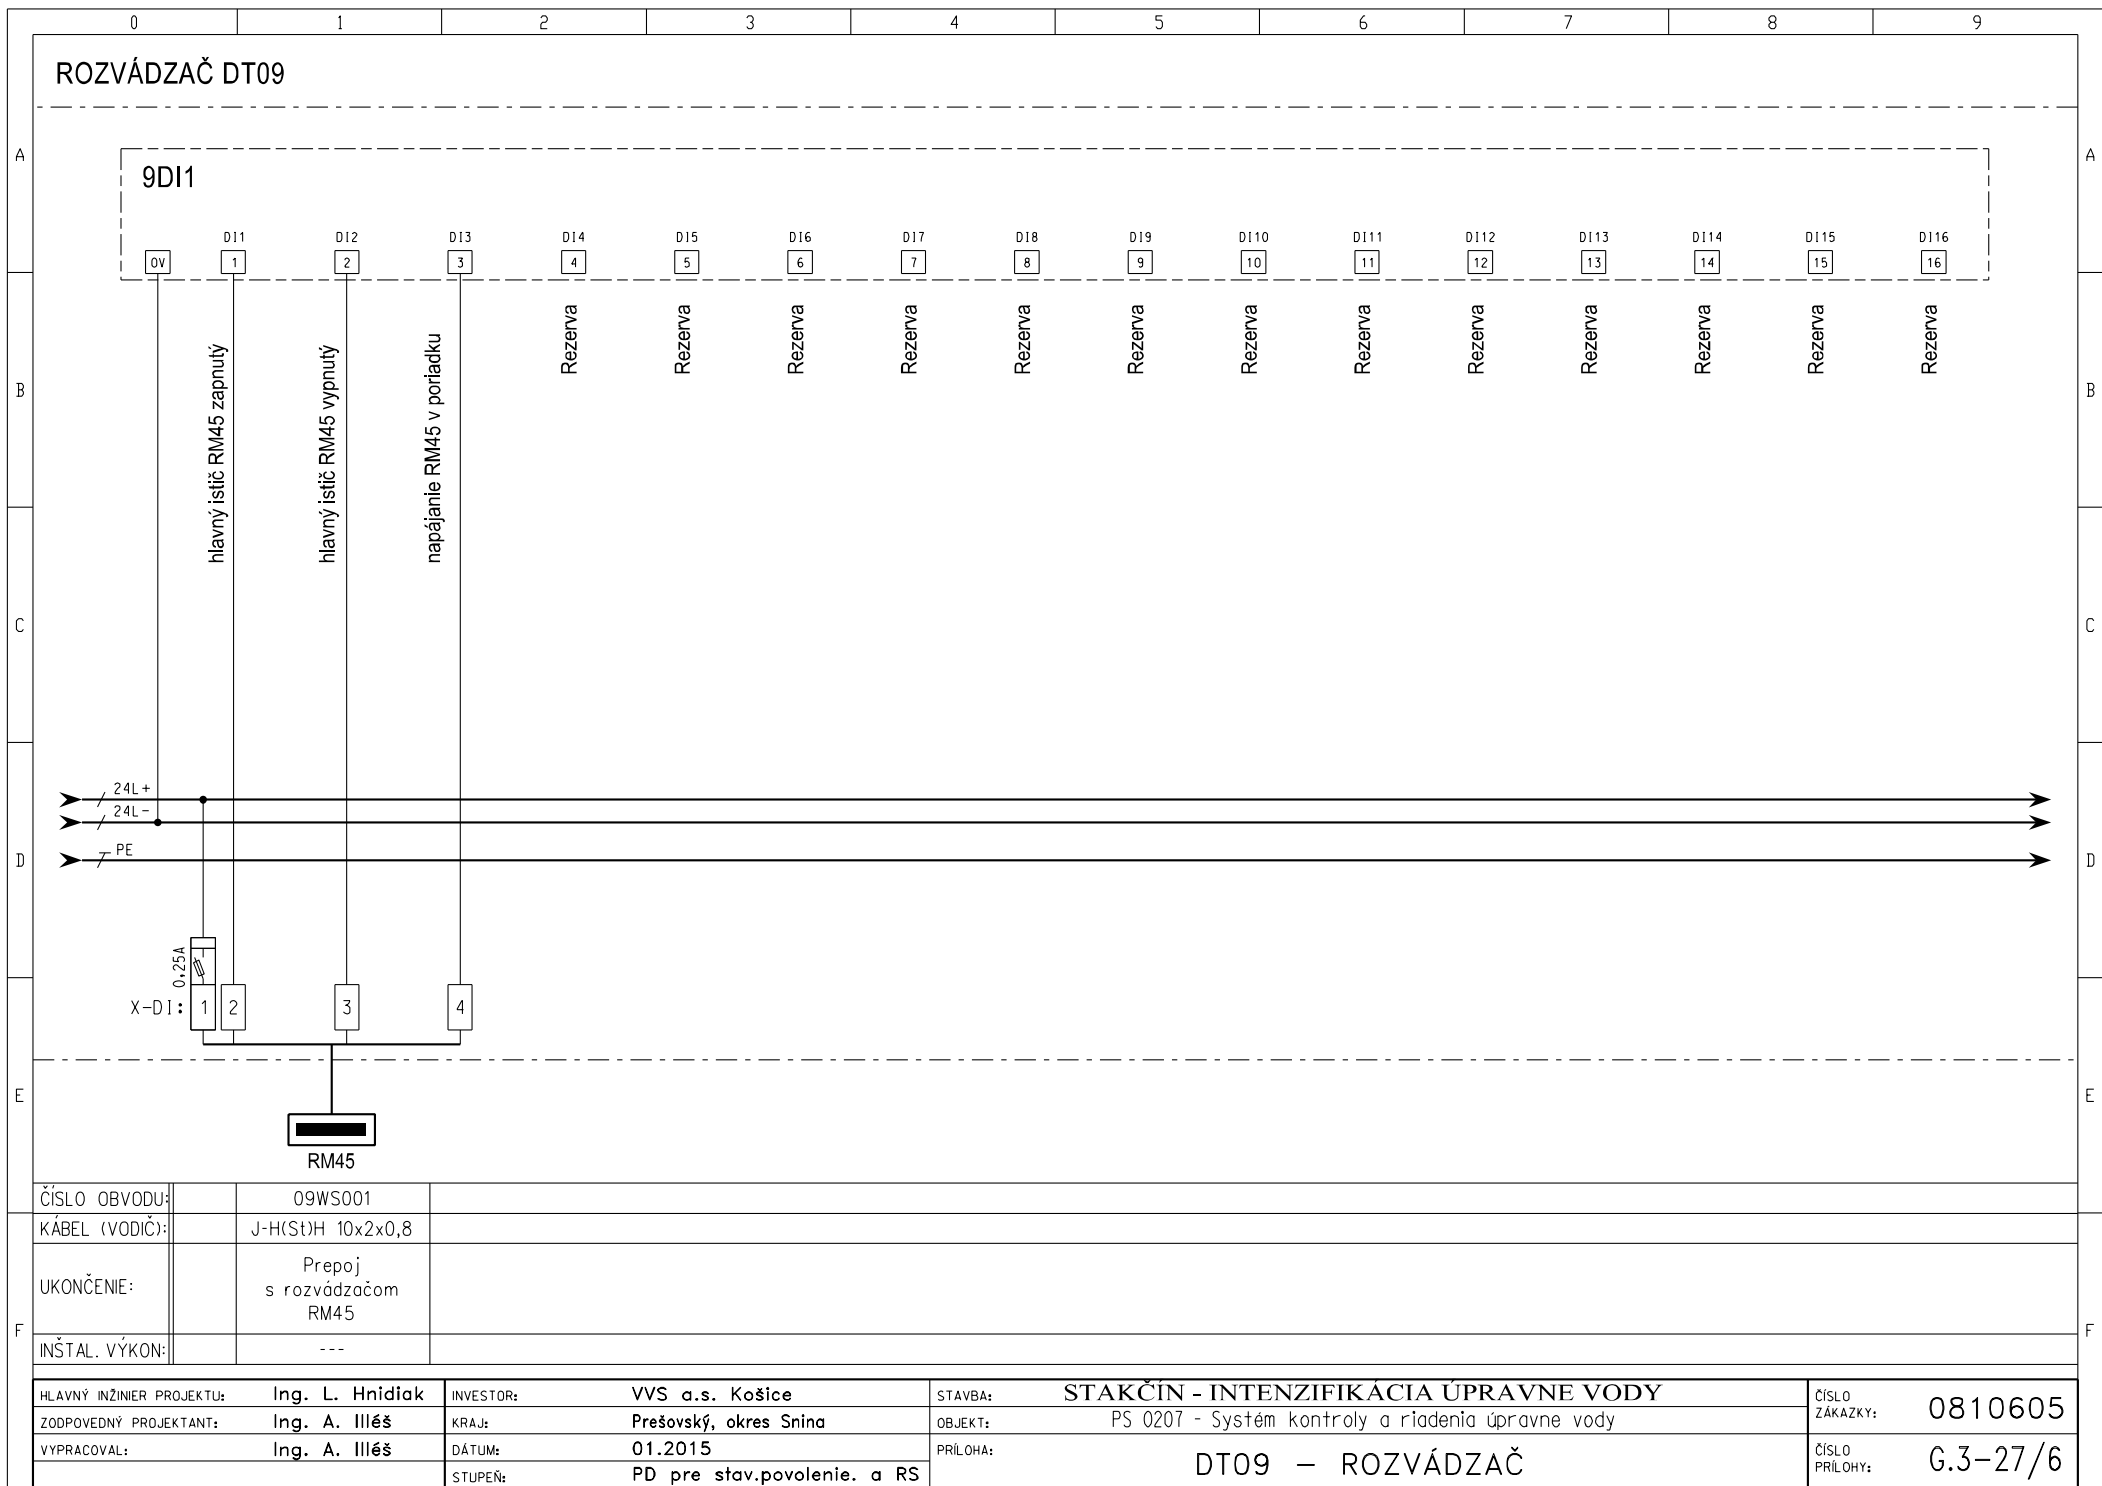 0 1 2 3 4 5 6 7 8 9
ROZVÁDZAČ DT09
A A
9DI1
DI1 DI2 DI3 DI4 DI5 DI6 DI7 DI8 DI9 DI10 DI11 DI12 DI13 DI14 DI15 DI16
0V 1 2 3 4 5 6 7 8 9 10 11 12 13 14 15 16
hlavný istič RM45 zapnutý
hlavný istič RM45 vypnutý
napájanie RM45 v poriadku
Rezerva
Rezerva
Rezerva
Rezerva
Rezerva
Rezerva
Rezerva
Rezerva
Rezerva
Rezerva
Rezerva
Rezerva
Rezerva
B B
C C
24L+
24L-
PE
D D
0,25A
X-DI: 1 2 3 4
E E
RM45
ČÍSLO OBVODU: 09WS001
KÁBEL (VODIČ): J-H(St)H 10x2x0,8
UKONČENIE: Prepoj
s rozvádzačom
RM45
F F
INŠTAL. VÝKON: ---
HLAVNÝ INŽINIER PROJEKTU: Ing. L. Hnidiak
ZODPOVEDNÝ PROJEKTANT: Ing. A. Illéš
VYPRACOVAL: Ing. A. Illéš
INVESTOR: VVS a.s. Košice
KRAJ: Prešovský, okres Snina
DÁTUM: 01.2015
STUPEŇ: PD pre stav.povolenie. a RS
STAVBA: STAKČÍN - INTENZIFIKÁCIA ÚPRAVNE VODY
OBJEKT: PS 0207 - Systém kontroly a riadenia úpravne vody
PRÍLOHA: DT09 – ROZVÁDZAČ
ČÍSLO
ZÁKAZKY: 0810605
ČÍSLO
PRÍLOHY: G.3-27/6